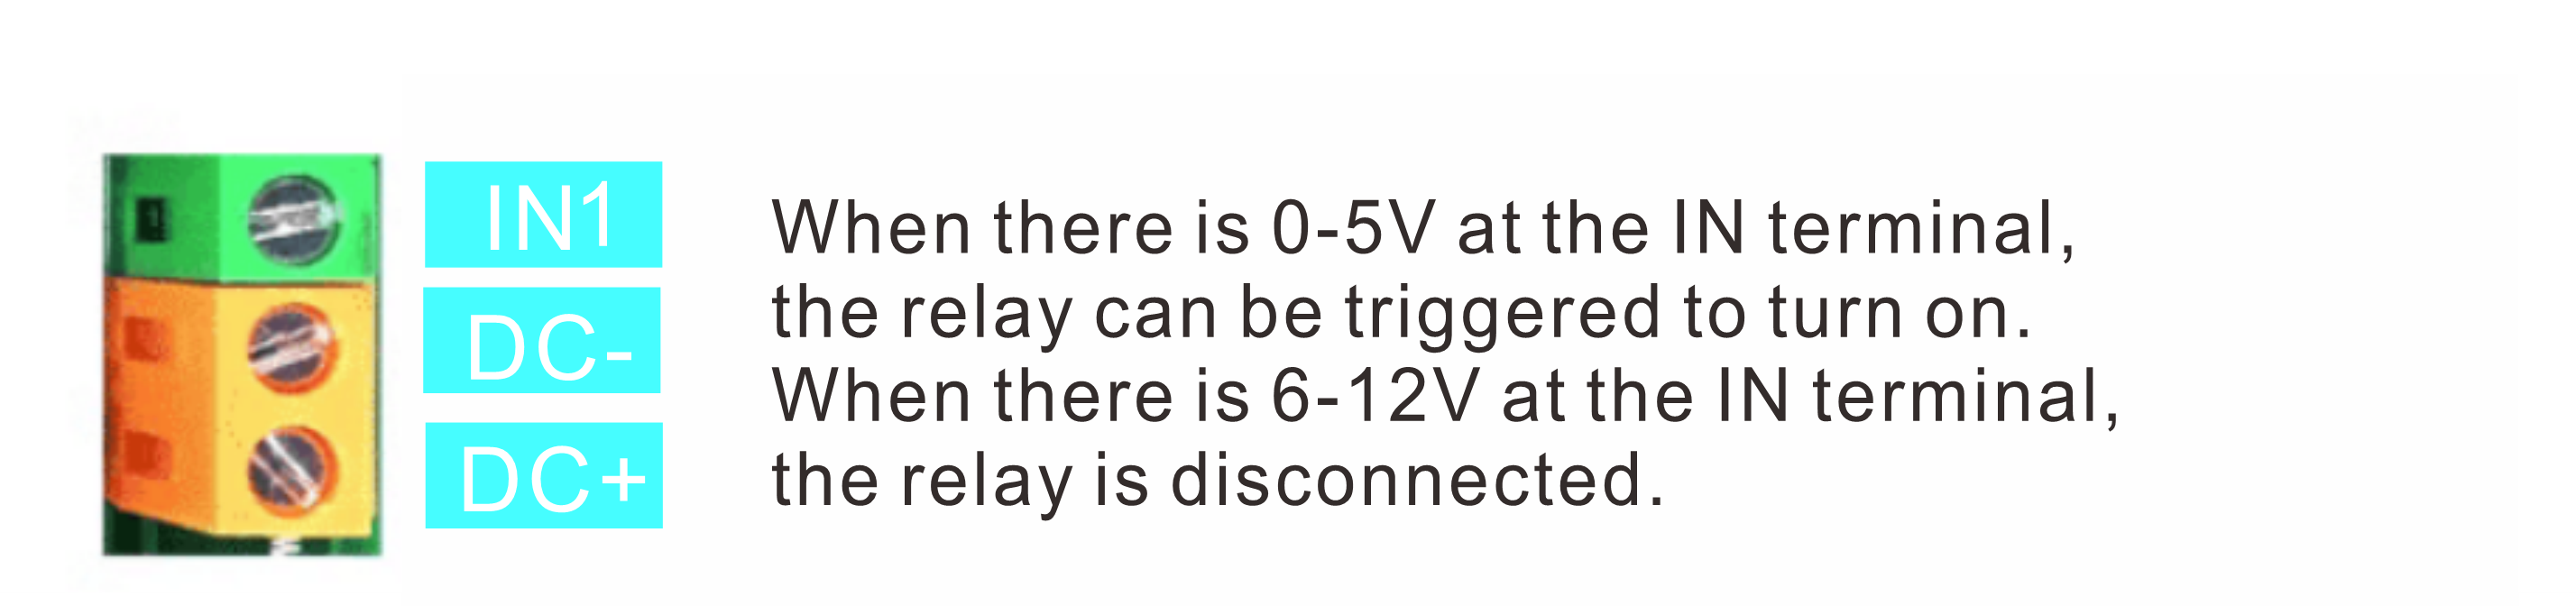 IN1
DC-
DC+
When there is 0-5V at the IN terminal,
the relay can be triggered to turn on.
When there is 6-12V at the IN terminal,
the relay is disconnected.